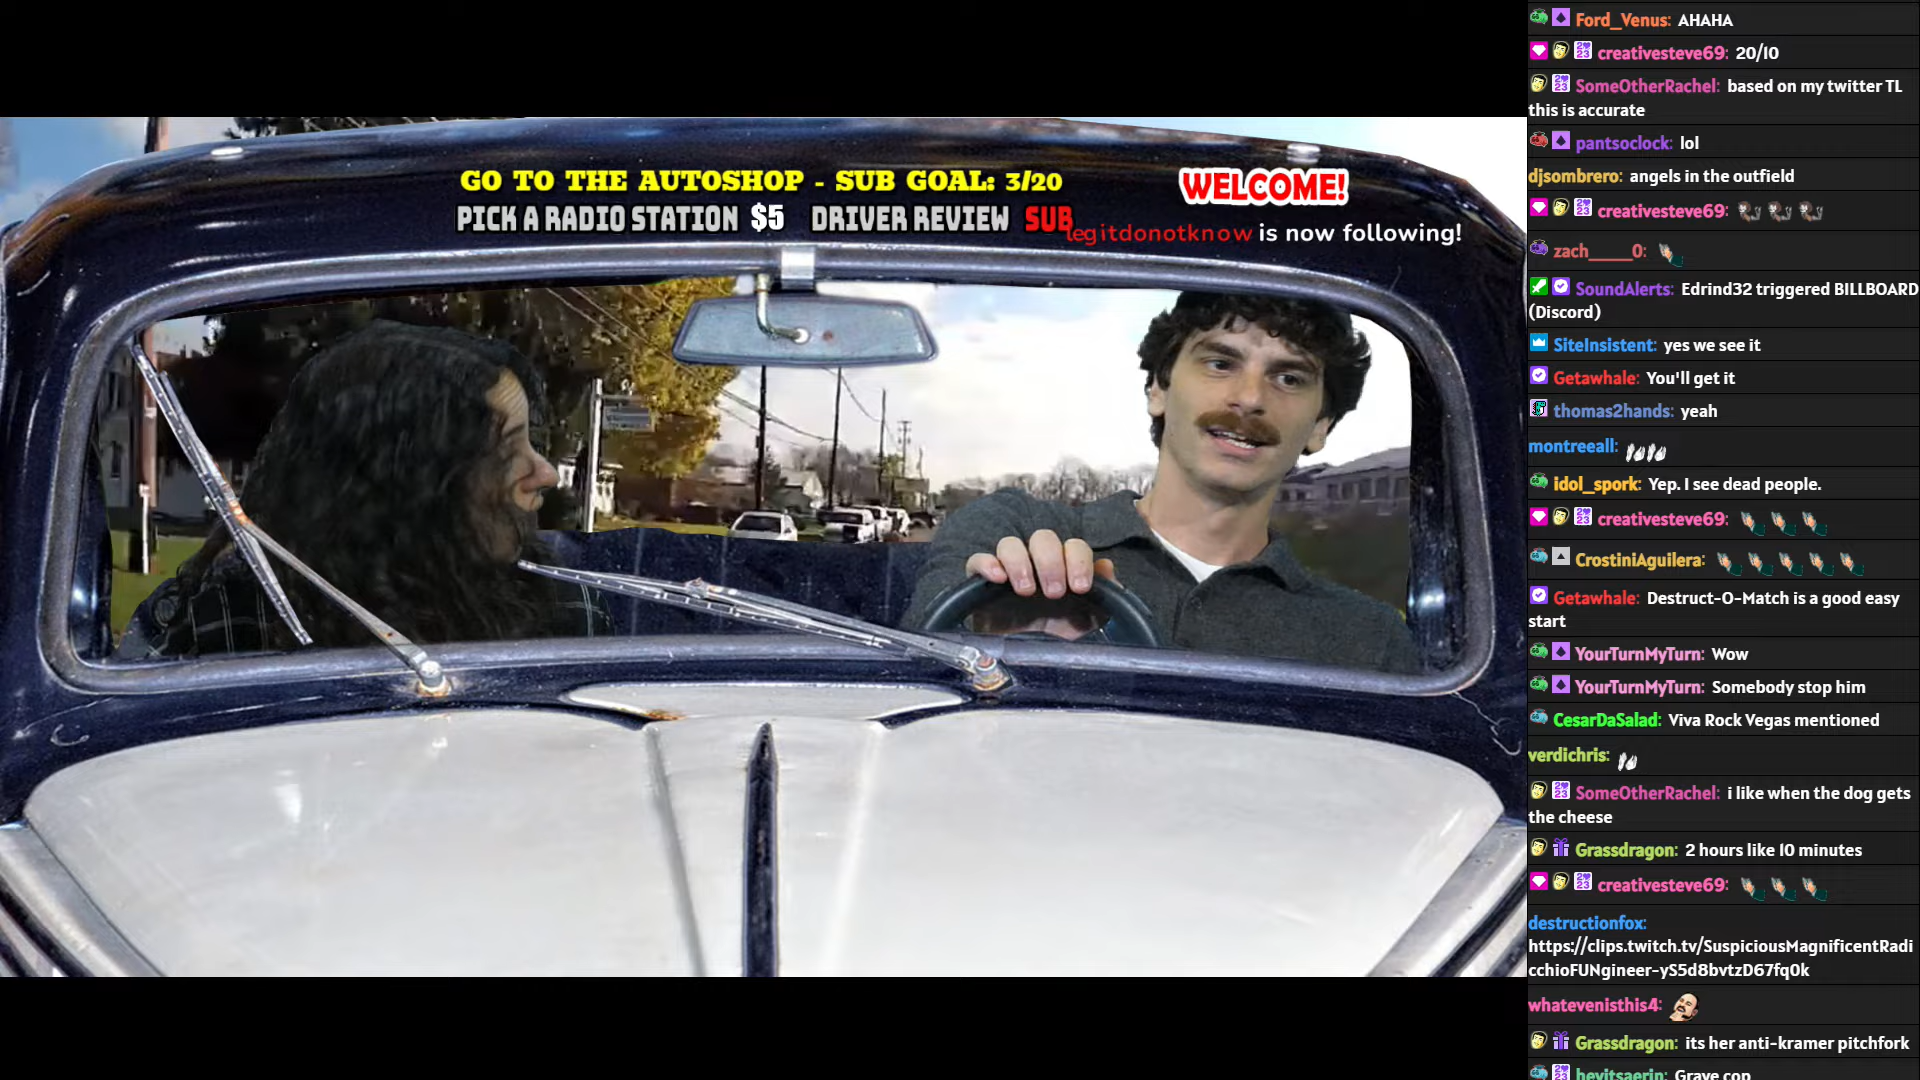 GO TO THE AUTOSHOP - SUB GOAL: 3/20
PICK A RADIO STATION $5 DRIVER REVIEW SUB
WELCOME!
legitdonotknow is now following!
Ford_Venus: AHAHA
creativesteve69: 20/10
SomeOtherRachel: based on my twitter TL
this is accurate
pantsoclock: lol
djsombrero: angels in the outfield
creativesteve69:
zach_____0:
SoundAlerts: Edrind32 triggered BILLBOARD
(Discord)
SiteInsistent: yes we see it
Getawhale: You'll get it
thomas2hands: yeah
montreeall:
idol_spork: Yep. I see dead people.
creativesteve69:
CrostiniAguilera:
Getawhale: Destruct-O-Match is a good easy
start
YourTurnMyTurn: Wow
YourTurnMyTurn: Somebody stop him
CesarDaSalad: Viva Rock Vegas mentioned
verdichris:
SomeOtherRachel: i like when the dog gets
the cheese
Grassdragon: 2 hours like 10 minutes
creativesteve69:
destructionfox:
https://clips.twitch.tv/SuspiciousMagnificentRadi
cchioFUNgineer-yS5d8bvtzD67fq0k
whatevenisthis4:
Grassdragon: its her anti-kramer pitchfork
heyitsaerin: Grave cop